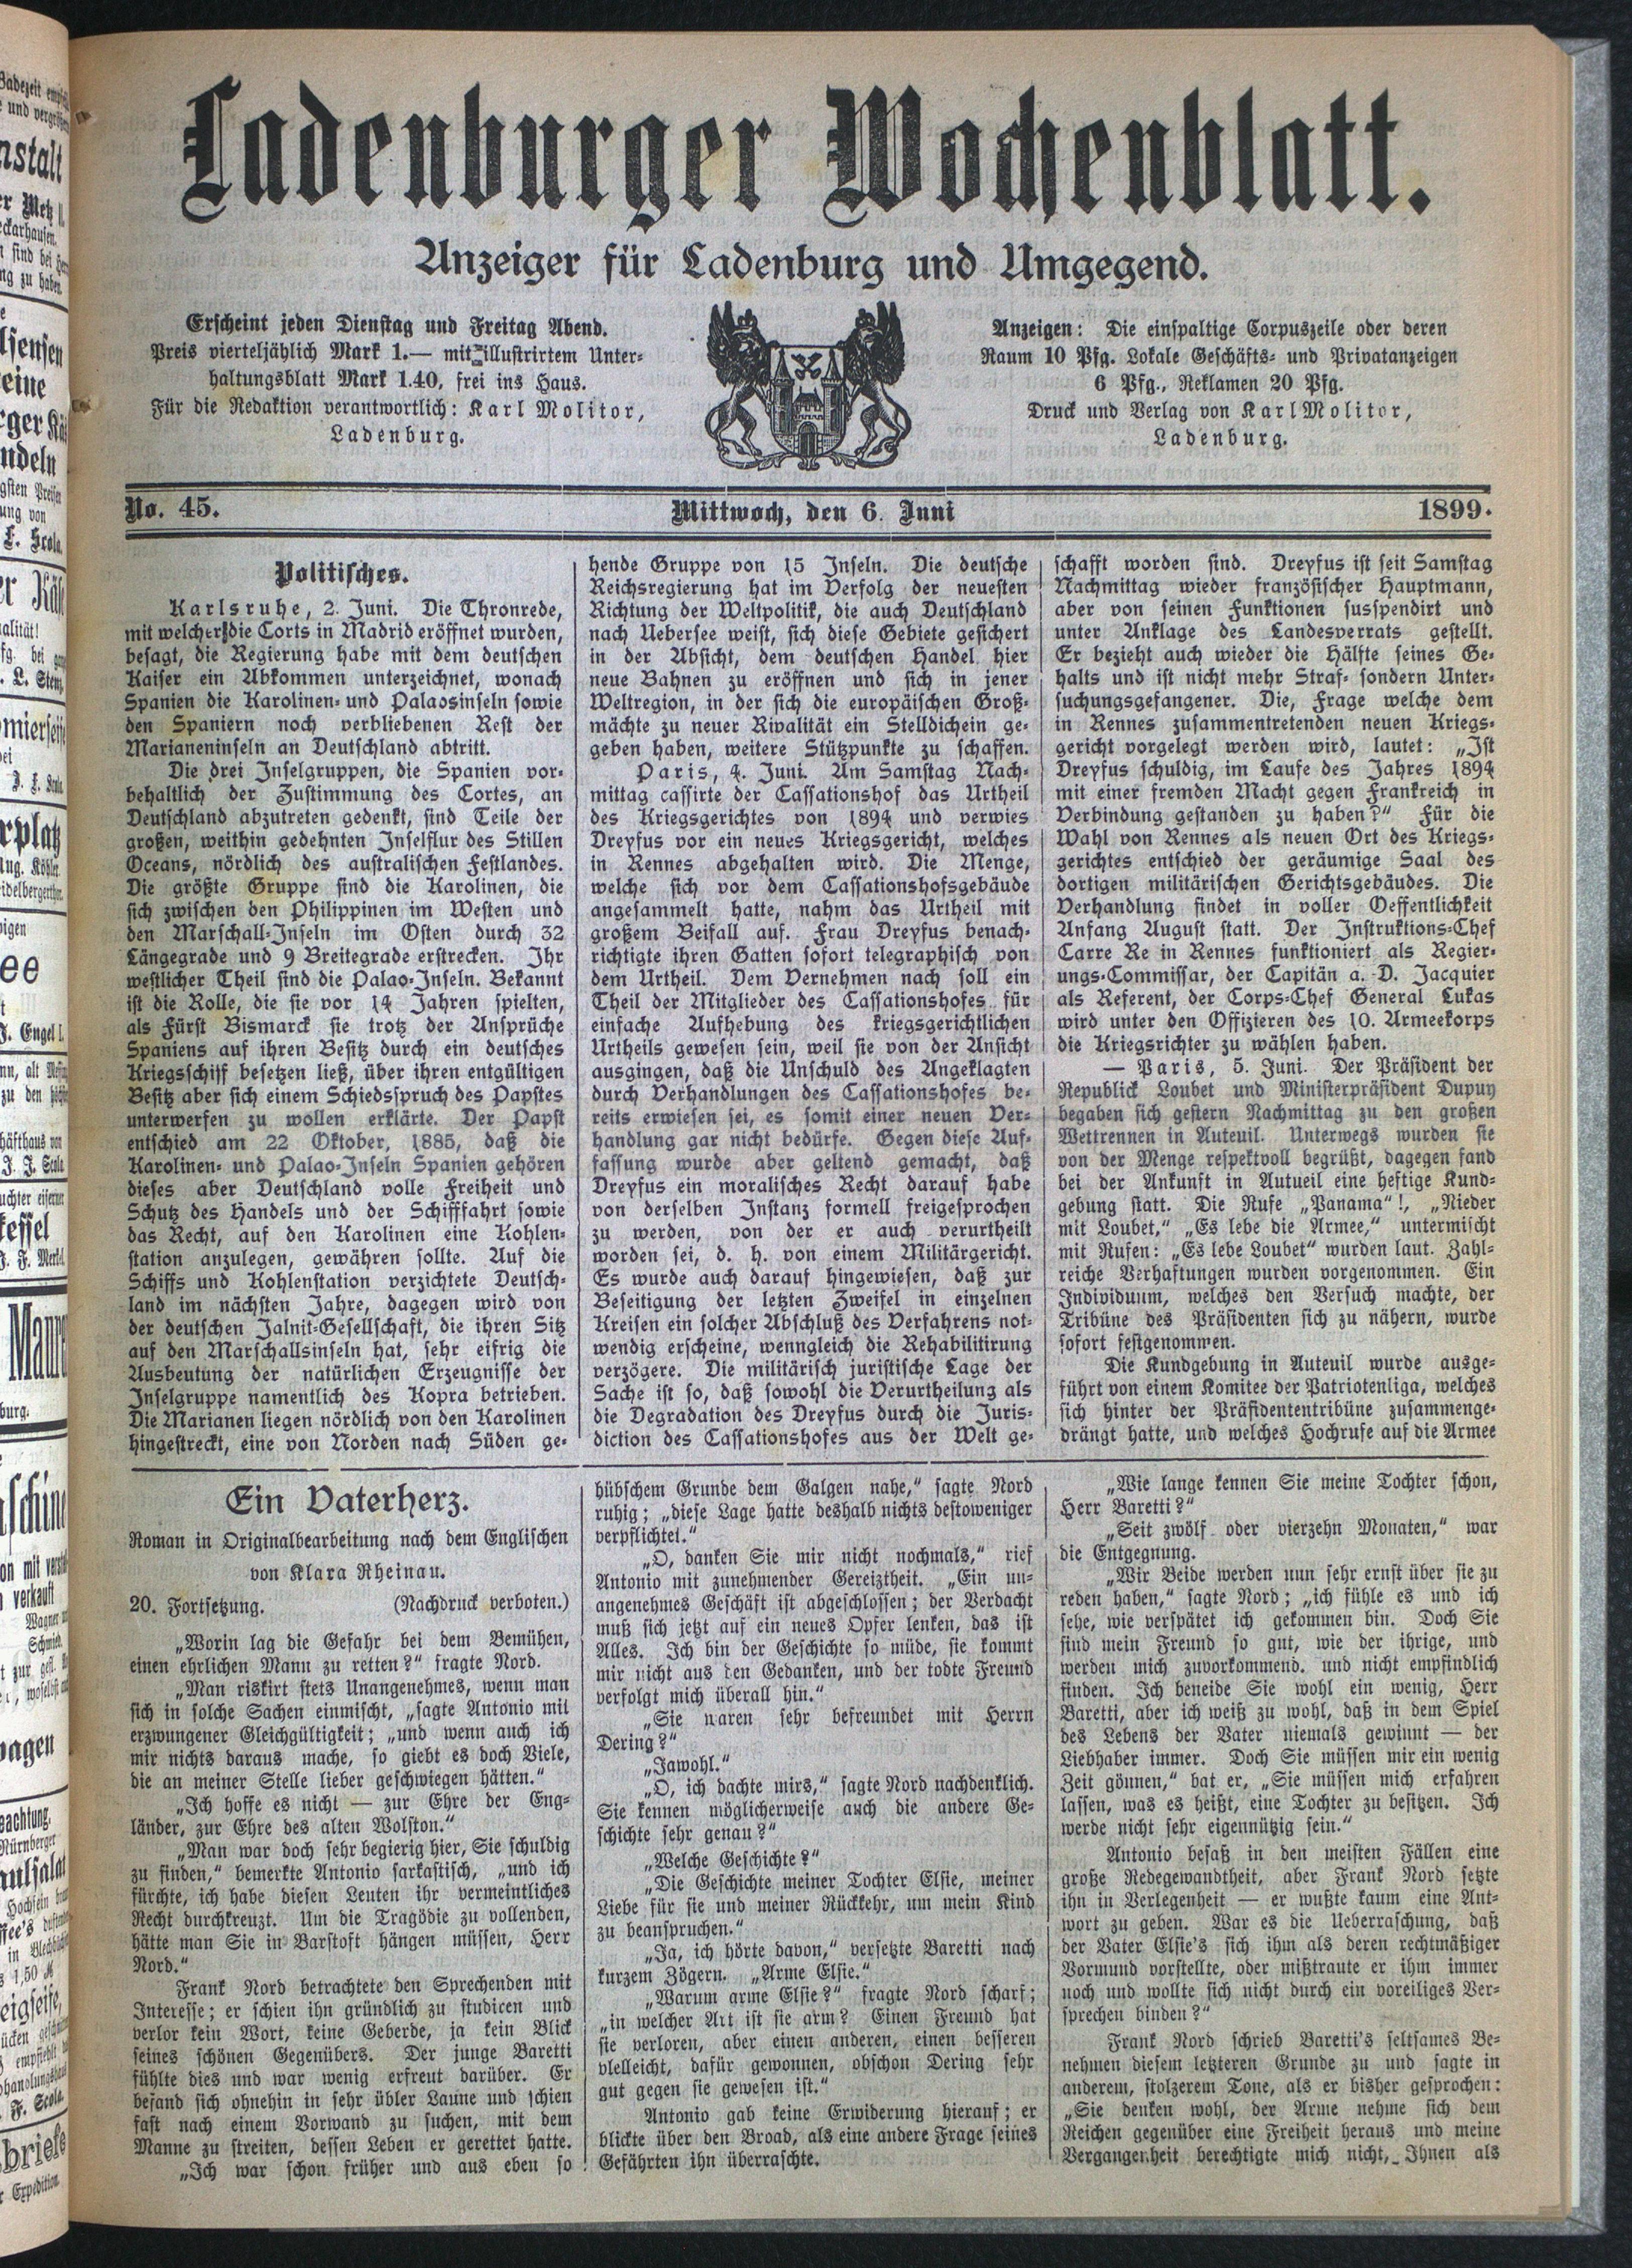 Ladenburger Wochenblatt.
Anzeiger für Ladenburg und Umgegend.
Erscheint jeden Dienstag und Freitag Abend.
Preis vierteljählich Mark 1.— mit illustrirtem Unter-
haltungsblatt Mark 1.40, frei ins Haus.
Für die Redaktion verantwortlich: Karl Molitor,
Ladenburg.
Anzeigen: Die einspaltige Corpuszeile oder deren
Raum 10 Pfg. Lokale Geschäfts- und Privatanzeigen
6 Pfg., Reklamen 20 Pfg.
Druck und Verlag von Karl Molitor,
Ladenburg.
No. 45.
Mittwoch, den 6. Juni
1899.
Politisches.
Karlsruhe, 2. Juni. Die Thronrede,
mit welcher die Corts in Madrid eröffnet wurden,
besagt, die Regierung habe mit dem deutschen
Kaiser ein Abkommen unterzeichnet, wonach
Spanien die Karolinen- und Palaosinseln sowie
den Spaniern noch verbliebenen Rest der
Marianeninseln an Deutschland abtritt.
Die drei Inselgruppen, die Spanien vor-
behaltlich der Zustimmung des Cortes, an
Deutschland abzutreten gedenkt, sind Teile der
großen, weithin gedehnten Inselflur des Stillen
Oceans, nördlich des australischen Festlandes.
Die größte Gruppe sind die Karolinen, die
sich zwischen den Philippinen im Westen und
den Marschall-Inseln im Osten durch 32
Längegrade und 9 Breitegrade erstrecken. Ihr
westlicher Theil sind die Palao-Inseln. Bekannt
ist die Rolle, die sie vor 14 Jahren spielten,
als Fürst Bismarck sie trotz der Ansprüche
Spaniens auf ihren Besitz durch ein deutsches
Kriegsschiff besetzen ließ, über ihren entgültigen
Besitz aber sich einem Schiedsspruch des Papstes
unterwerfen zu wollen erklärte. Der Papst
entschied am 22 Oktober, 1885, daß die
Karolinen- und Palao-Inseln Spanien gehören
dieses aber Deutschland volle Freiheit und
Schutz des Handels und der Schifffahrt sowie
das Recht, auf den Karolinen eine Kohlen-
station anzulegen, gewähren sollte. Auf die
Schiffs und Kohlenstation verzichtete Deutsch-
land im nächsten Jahre, dagegen wird von
der deutschen Jalnit-Gesellschaft, die ihren Sitz
auf den Marschallsinseln hat, sehr eifrig die
Ausbeutung der natürlichen Erzeugnisse der
Inselgruppe namentlich des Kopra betrieben.
Die Marianen liegen nördlich von den Karolinen
hingestreckt, eine von Norden nach Süden ge-
hende Gruppe von 15 Inseln. Die deutsche
Reichsregierung hat im Verfolg der neuesten
Richtung der Weltpolitik, die auch Deutschland
nach Uebersee weist, sich diese Gebiete gesichert
in der Absicht, dem deutschen Handel hier
neue Bahnen zu eröffnen und sich in jener
Weltregion, in der sich die europäischen Groß-
mächte zu neuer Rivalität ein Stelldichein ge-
geben haben, weitere Stützpunkte zu schaffen.
Paris, 4. Juni. Am Samstag Nach-
mittag cassirte der Cassationshof das Urtheil
des Kriegsgerichtes von 1894 und verwies
Dreyfus vor ein neues Kriegsgericht, welches
in Rennes abgehalten wird. Die Menge,
welche sich vor dem Cassationshofsgebäude
angesammelt hatte, nahm das Urtheil mit
großem Beifall auf. Frau Dreyfus benach-
richtigte ihren Gatten sofort telegraphisch von
dem Urtheil. Dem Vernehmen nach soll ein
Theil der Mitglieder des Cassationshofes für
einfache Aufhebung des kriegsgerichtlichen
Urtheils gewesen sein, weil sie von der Ansicht
ausgingen, daß die Unschuld des Angeklagten
durch Verhandlungen des Cassationshofes be-
reits erwiesen sei, es somit einer neuen Ver-
handlung gar nicht bedürfe. Gegen diese Auf-
fassung wurde aber geltend gemacht, daß
Dreyfus ein moralisches Recht darauf habe
von derselben Instanz formell freigesprochen
zu werden, von der er auch verurtheilt
worden sei, d. h. von einem Militärgericht.
Es wurde auch darauf hingewiesen, daß zur
Beseitigung der letzten Zweifel in einzelnen
Kreisen ein solcher Abschluß des Verfahrens not-
wendig erscheine, wenngleich die Rehabilitirung
verzögere. Die militärisch juristische Lage der
Sache ist so, daß sowohl die Verurtheilung als
die Degradation des Dreyfus durch die Juris-
diction des Cassationshofes aus der Welt ge-
schafft worden sind. Dreyfus ist seit Samstag
Nachmittag wieder französischer Hauptmann,
aber von seinen Funktionen suspendirt und
unter Anklage des Landesverrats gestellt.
Er bezieht auch wieder die Hälfte seines Ge-
halts und ist nicht mehr Straf- sondern Unter-
suchungsgefangener. Die, Frage welche dem
in Rennes zusammentretenden neuen Kriegs-
gericht vorgelegt werden wird, lautet: „Ist
Dreyfus schuldig, im Laufe des Jahres 1894
mit einer fremden Macht gegen Frankreich in
Verbindung gestanden zu haben?“ Für die
Wahl von Rennes als neuen Ort des Kriegs-
gerichtes entschied der geräumige Saal des
dortigen militärischen Gerichtsgebäudes. Die
Verhandlung findet in voller Oeffentlichkeit
Anfang August statt. Der Instruktions-Chef
Carre Re in Rennes funktioniert als Regier-
ungs-Commissar, der Capitän a. D. Jacquier
als Referent, der Corps-Chef General Lukas
wird unter den Offizieren des 10. Armeekorps
die Kriegsrichter zu wählen haben.
— Paris, 5. Juni. Der Präsident der
Republick Loubet und Ministerpräsident Dupuy
begaben sich gestern Nachmittag zu den großen
Wettrennen in Auteuil. Unterwegs wurden sie
von der Menge respektvoll begrüßt, dagegen fand
bei der Ankunft in Autueil eine heftige Kund-
gebung statt. Die Rufe „Panama“!, „Nieder
mit Loubet,“ „Es lebe die Armee,“ untermischt
mit Rufen: „Es lebe Loubet“ wurden laut. Zahl-
reiche Verhaftungen wurden vorgenommen. Ein
Individuum, welches den Versuch machte, der
Tribüne des Präsidenten sich zu nähern, wurde
sofort festgenommen.
Die Kundgebung in Auteuil wurde ausge-
führt von einem Komitee der Patriotenliga, welches
sich hinter der Präsidententribüne zusammenge-
drängt hatte, und welches Hochrufe auf die Armee
Ein Vaterherz.
Roman in Originalbearbeitung nach dem Englischen
von Klara Rheinau.
20. Fortsetzung. (Nachdruck verboten.)
„Worin lag die Gefahr bei dem Bemühen,
einen ehrlichen Mann zu retten?“ fragte Nord.
„Man riskirt stets Unangenehmes, wenn man
sich in solche Sachen einmischt, „sagte Antonio mit
erzwungener Gleichgültigkeit; „und wenn auch ich
mir nichts daraus mache, so giebt es doch Viele,
die an meiner Stelle lieber geschwiegen hätten.“
„Ich hoffe es nicht — zur Ehre der Eng-
länder, zur Ehre des alten Wolston.“
„Man war doch sehr begierig hier, Sie schuldig
zu finden,“ bemerkte Antonio sarkastisch, „und ich
fürchte, ich habe diesen Leuten ihr vermeintliches
Recht durchkreuzt. Um die Tragödie zu vollenden,
hätte man Sie in Barstoft hängen müssen, Herr
Nord.“
Frank Nord betrachtete den Sprechenden mit
Interesse; er schien ihn gründlich zu studicen und
verlor kein Wort, keine Geberde, ja kein Blick
seines schönen Gegenübers. Der junge Baretti
fühlte dies und war wenig erfreut darüber. Er
befand sich ohnehin in sehr übler Laune und schien
fast nach einem Vorwand zu suchen, mit dem
Manne zu streiten, dessen Leben er gerettet hatte.
„Ich war schon früher und aus eben so
hübschem Grunde dem Galgen nahe,“ sagte Nord
ruhig; „diese Lage hatte deshalb nichts destoweniger
verpflichtet.“
„O, danken Sie mir nicht nochmals,“ rief
Antonio mit zunehmender Gereiztheit. „Ein un-
angenehmes Geschäft ist abgeschlossen; der Verdacht
muß sich jetzt auf ein neues Opfer lenken, das ist
Alles. Ich bin der Geschichte so müde, sie kommt
mir nicht aus den Gedanken, und der todte Freund
verfolgt mich überall hin.“
„Sie waren sehr befreundet mit Herrn
Dering?“
„Jawohl.“
„O, ich dachte mirs,“ sagte Nord nachdenklich.
Sie kennen möglicherweise auch die andere Ge-
schichte sehr genau?“
„Welche Geschichte?“
„Die Geschichte meiner Tochter Elsie, meiner
Liebe für sie und meiner Rückkehr, um mein Kind
zu beanspruchen.“
„Ja, ich hörte davon,“ versetzte Baretti nach
kurzem Zögern. „Arme Elsie.“
„Warum arme Elsie?“ fragte Nord scharf;
„in welcher Art ist sie arm? Einen Freund hat
sie verloren, aber einen anderen, einen besseren
vielleicht, dafür gewonnen, obschon Dering sehr
gut gegen sie gewesen ist.“
Antonio gab keine Erwiderung hierauf; er
blickte über den Broad, als eine andere Frage seines
Gefährten ihn überraschte.
„Wie lange kennen Sie meine Tochter schon,
Herr Baretti?“
„Seit zwölf oder vierzehn Monaten,“ war
die Entgegnung.
„Wir Beide werden nun sehr ernst über sie zu
reden haben,“ sagte Nord; „ich fühle es und ich
sehe, wie verspätet ich gekommen bin. Doch Sie
sind mein Freund so gut, wie der ihrige, und
werden mich zuvorkommend. und nicht empfindlich
finden. Ich beneide Sie wohl ein wenig, Herr
Baretti, aber ich weiß zu wohl, daß in dem Spiel
des Lebens der Vater niemals gewinnt — der
Liebhaber immer. Doch Sie müssen mir ein wenig
Zeit gönnen,“ bat er, „Sie müssen mich erfahren
lassen, was es heißt, eine Tochter zu besitzen. Ich
werde nicht sehr eigennützig sein.“
Antonio besaß in den meisten Fällen eine
große Redegewandtheit, aber Frank Nord setzte
ihn in Verlegenheit — er wußte kaum eine Ant-
wort zu geben. War es die Ueberraschung, daß
der Vater Elsie's sich ihm als deren rechtmäßiger
Vormund vorstellte, oder mißtraute er ihm immer
noch und wollte sich nicht durch ein voreiliges Ver-
sprechen binden?“
Frank Nord schrieb Baretti's seltsames Be-
nehmen diesem letzteren Grunde zu und sagte in
anderem, stolzerem Tone, als er bisher gesprochen:
„Sie denken wohl, der Arme nehme sich dem
Reichen gegenüber eine Freiheit heraus und meine
Vergangenheit berechtigte mich nicht, Ihnen als